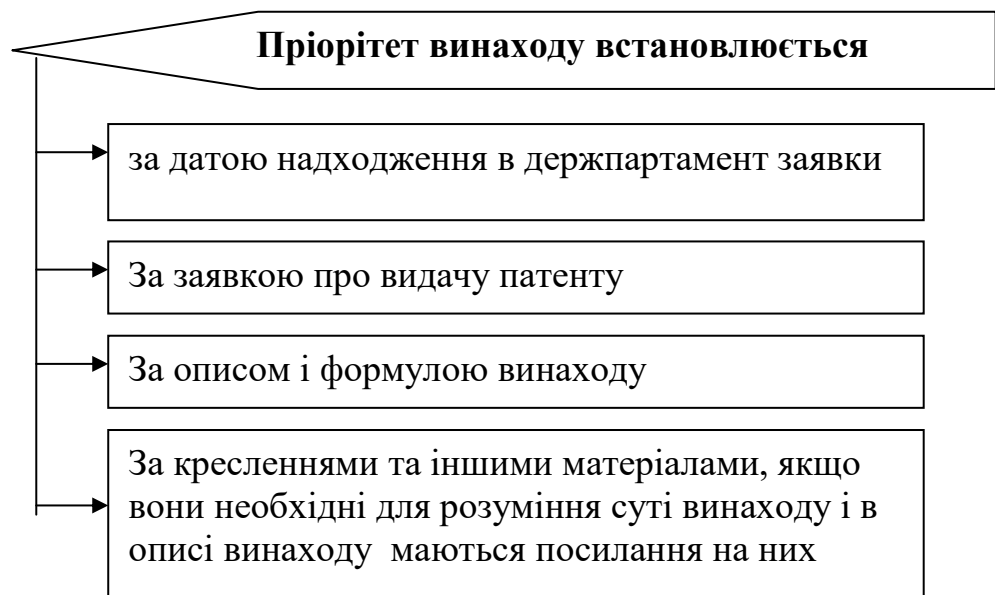 Пріорітет винаходу встановлюється
за датою надходження в держпартамент заявки
За заявкою про видачу патенту
За описом і формулою винаходу
За кресленнями та іншими матеріалами, якщо
вони необхідні для розуміння суті винаходу і в
описі винаходу маються посилання на них